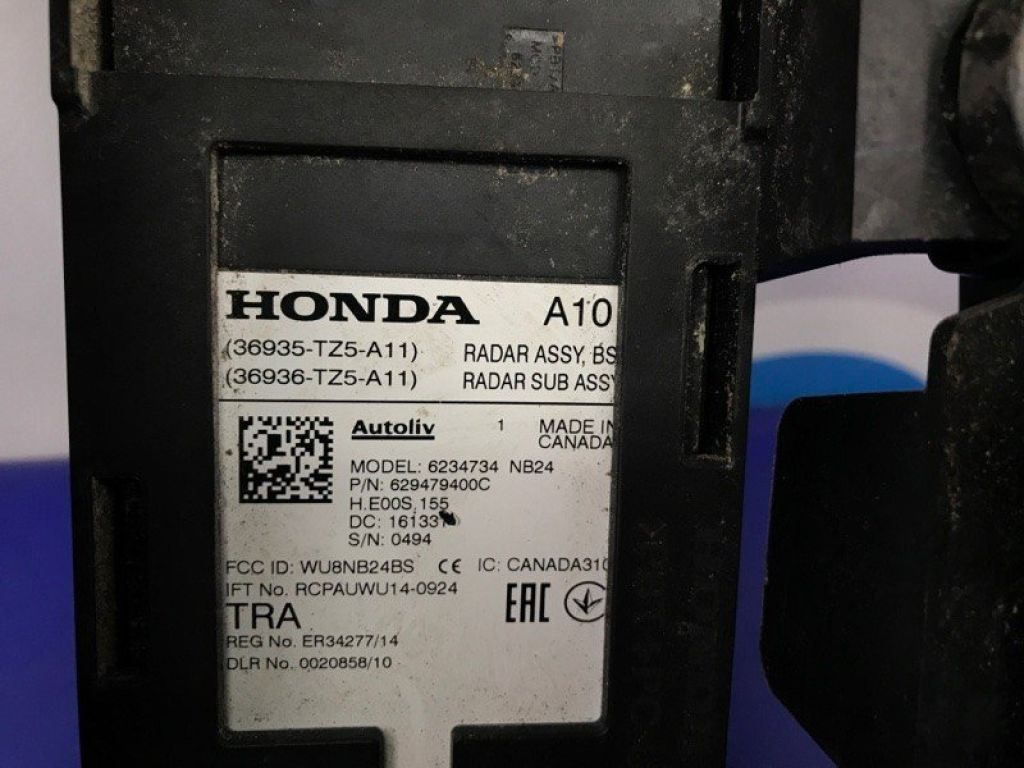 HONDA A10
(36935-TZ5-A11) RADAR ASSY, BS
(36936-TZ5-A11) RADAR SUB ASSY
Autoliv 1 MADE IN
CANADA
MODEL: 6234734 NB24
P/N: 629479400C
H.E00S,155
DC:
S/N: 0494
FCC ID: WU8NB24BS CE IC: CANADA310
IFT No. RCPAUWU14-0924
TRA EAC
REG No. ER34277/14
DLR No. 0020858/10